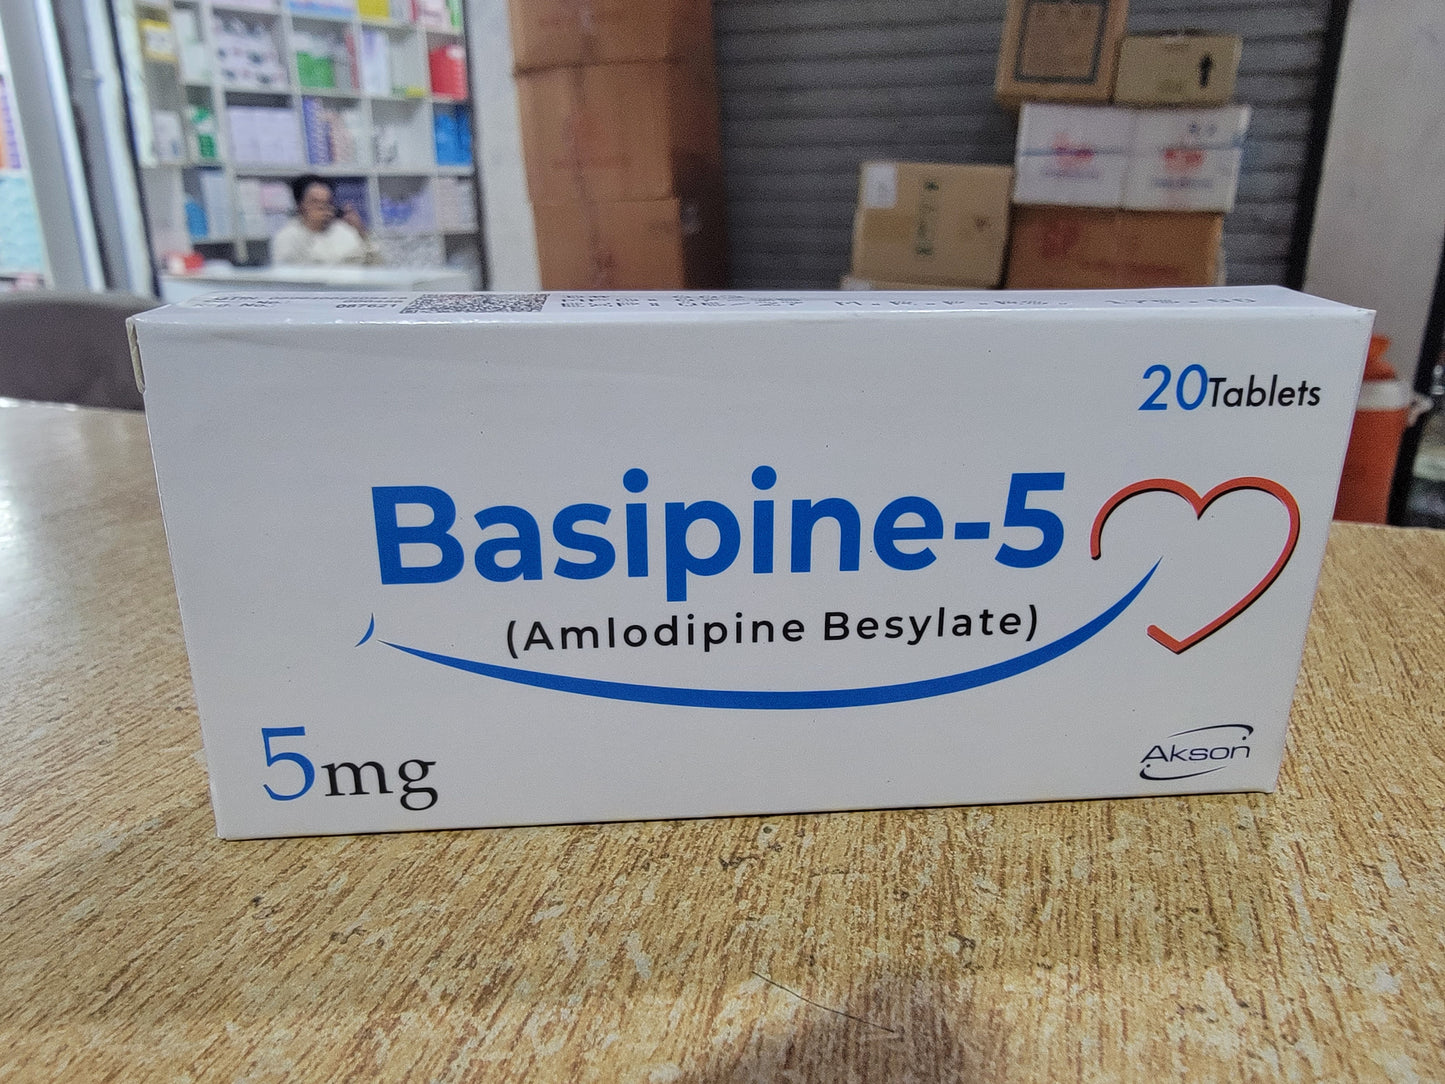 20Tablets
Basipine-5
(Amlodipine Besylate)
5mg
Akson